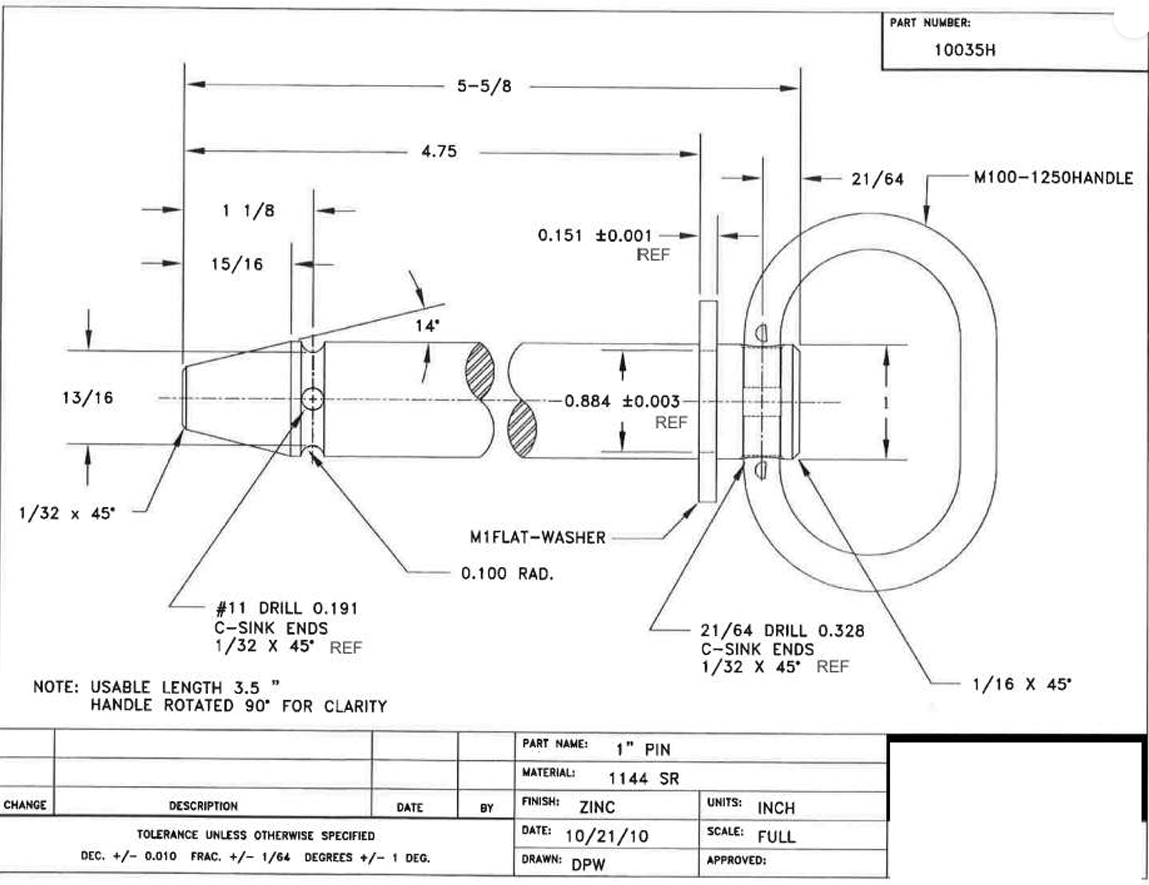 PART NUMBER:
10035H
5-5/8
4.75
21/64
M100-1250HANDLE
1 1/8
0.151 ±0.001
REF
15/16
14°
13/16
0.884 ±0.003
REF
1
1/32 x 45°
M1FLAT-WASHER
0.100 RAD.
#11 DRILL 0.191
C-SINK ENDS
1/32 X 45° REF
21/64 DRILL 0.328
C-SINK ENDS
1/32 X 45° REF
1/16 X 45°
NOTE: USABLE LENGTH 3.5 "
HANDLE ROTATED 90° FOR CLARITY
PART NAME: 1" PIN
MATERIAL: 1144 SR
CHANGE DESCRIPTION DATE BY
FINISH: ZINC UNITS: INCH
TOLERANCE UNLESS OTHERWISE SPECIFIED
DEC. +/- 0.010 FRAC. +/- 1/64 DEGREES +/- 1 DEG.
DATE: 10/21/10 SCALE: FULL
DRAWN: DPW APPROVED: